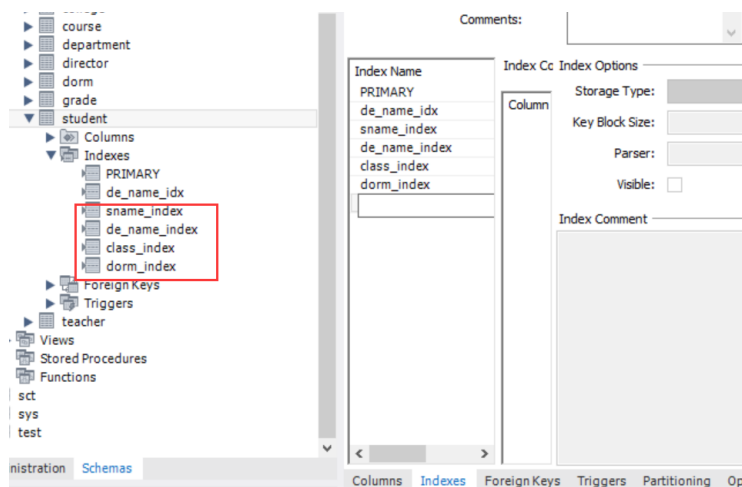 course
department
director
dorm
grade
student
Columns
Indexes
PRIMARY
de_name_idx
sname_index
de_name_index
class_index
dorm_index
Foreign Keys
Triggers
teacher
Views
Stored Procedures
Functions
sct
sys
test
nistration Schemas
Comments:
Index Name
PRIMARY
de_name_idx
sname_index
de_name_index
class_index
dorm_index
Index Cc
Column
Index Options
Storage Type:
Key Block Size:
Parser:
Visible:
Index Comment
Columns Indexes Foreign Keys Triggers Partitioning Op